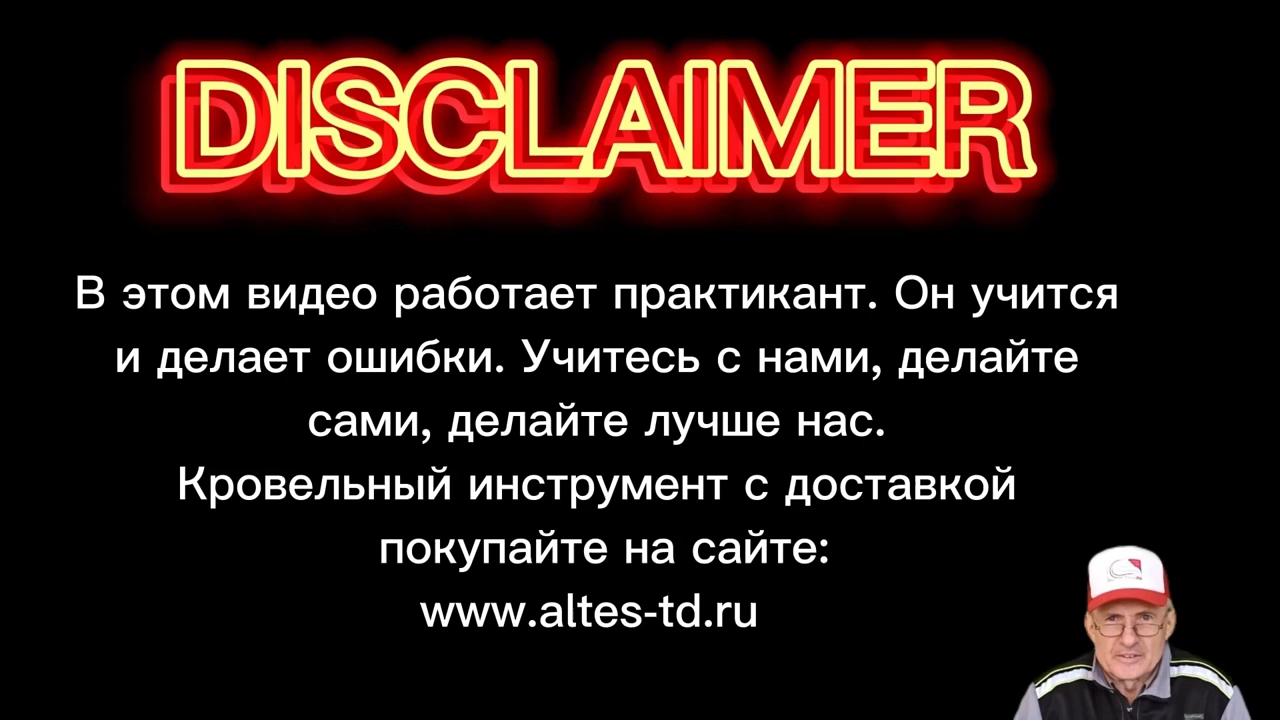 DISCLAIMER
В этом видео работает практикант. Он учится
и делает ошибки. Учитесь с нами, делайте
сами, делайте лучше нас.
Кровельный инструмент с доставкой
покупайте на сайте:
www.altes-td.ru